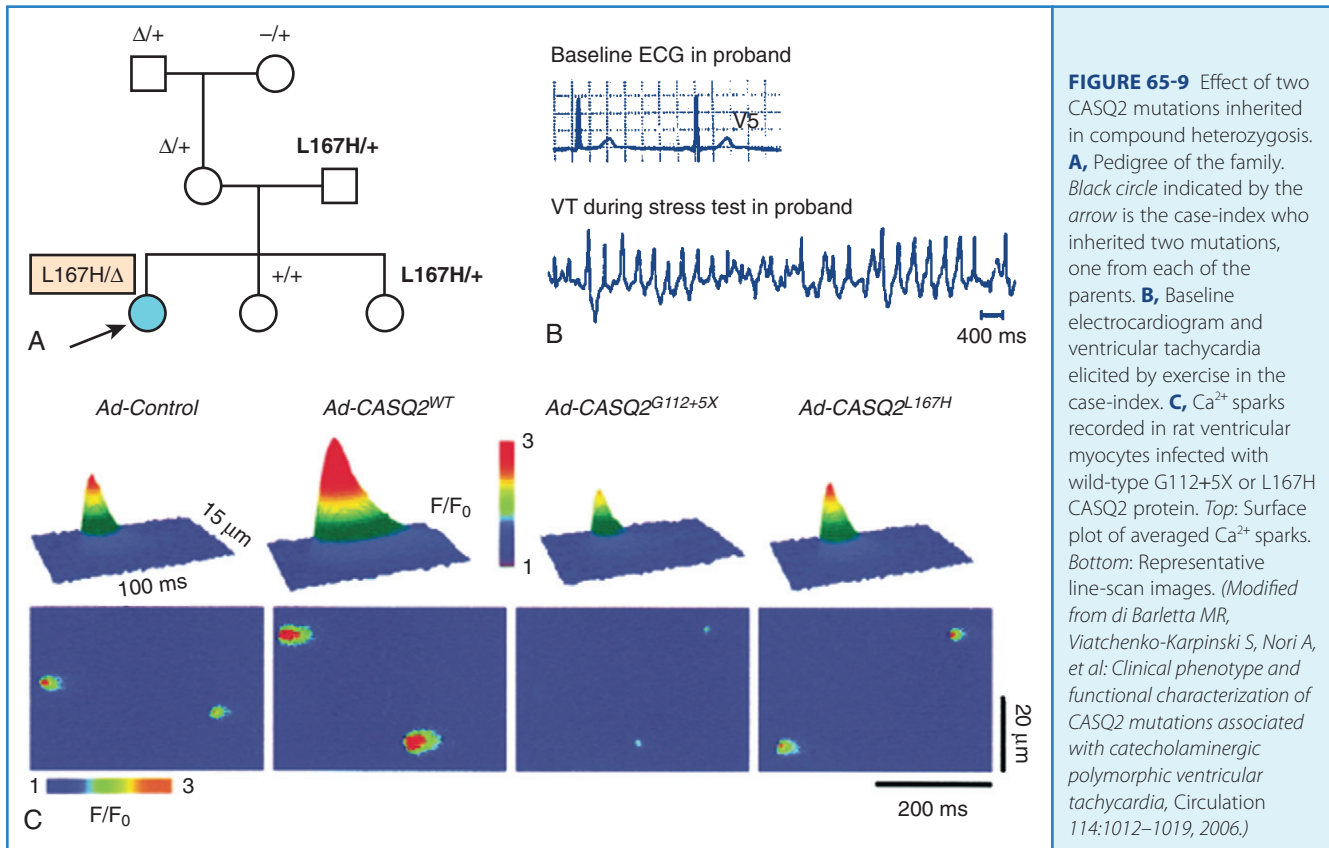 Δ/+
–/+
Δ/+
L167H/+
L167H/Δ
+/+
L167H/+
A
Baseline ECG in proband
V5
VT during stress test in proband
B
400 ms
Ad-Control
Ad-CASQ2WT
Ad-CASQ2G112+5X
Ad-CASQ2L167H
3
F/F0
1
15 μm
100 ms
20 μm
1
3
F/F0
200 ms
C
FIGURE 65-9 Effect of two
CASQ2 mutations inherited
in compound heterozygosis.
A, Pedigree of the family.
Black circle indicated by the
arrow is the case-index who
inherited two mutations,
one from each of the
parents. B, Baseline
electrocardiogram and
ventricular tachycardia
elicited by exercise in the
case-index. C, Ca2+ sparks
recorded in rat ventricular
myocytes infected with
wild-type G112+5X or L167H
CASQ2 protein. Top: Surface
plot of averaged Ca2+ sparks.
Bottom: Representative
line-scan images. (Modified
from di Barletta MR,
Viatchenko-Karpinski S, Nori A,
et al: Clinical phenotype and
functional characterization of
CASQ2 mutations associated
with catecholaminergic
polymorphic ventricular
tachycardia, Circulation
114:1012–1019, 2006.)